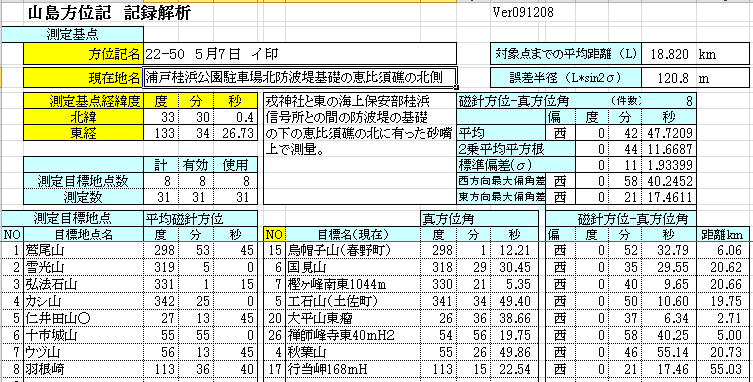 山島方位記 記録解析 Ver091208
測定基点
方位記名 22-50 5月7日 イ印 対象点までの平均距離(L) 18.820 km
現在地名 浦戸桂浜公園駐車場北防波堤基礎の恵比須礁の北側 誤差半径(L*sin2σ) 120.8 m
測定基点経緯度 度 分 秒 戎神社と東の海上保安部桂浜 磁針方位-真方位角 (件数) 8
北緯 33 30 0.4 信号所との間の防波堤の基礎 偏 度 分 秒
東経 133 34 26.73 の下の恵比須礁の北に有った砂嘴 平均 西 0 42 47.7209
上で測量。 2乗平均平方根 0 44 11.6687
計 有効 使用 標準偏差(σ) 0 11 1.93399
測定目標地点数 8 8 8 西方向最大偏角差 西 0 58 40.2452
測定数 31 31 31 東方向最大偏角差 西 0 21 17.4611
測定目標地点 平均磁針方位 真方位角 磁針方位-真方位角
NO 目標地点名 度 分 秒 NO 目標名(現在) 度 分 秒 偏 度 分 秒 距離km
1 鷲尾山 298 53 45 15 烏帽子山(春野町) 298 1 12.21 西 0 52 32.79 6.06
2 雪光山 319 5 0 6 国見山 318 29 30.45 西 0 35 29.55 20.62
3 弘法石山 331 1 15 7 樫ヶ峰南東1044m 330 21 5.35 西 0 40 9.65 20.66
4 カシ山 342 25 0 5 工石山(土佐町) 341 34 49.40 西 0 50 10.60 19.75
5 仁井田山〇 27 13 45 20 大平山東瘤 26 36 38.66 西 0 37 6.34 2.71
6 十市城山 55 55 0 26 禅師峰寺東40mH2 54 56 19.75 西 0 58 40.25 5.00
7 ウヅ山 56 13 45 4 秋葉山 55 26 49.86 西 0 46 55.14 20.73
8 羽根崎 113 36 40 17 行当岬168mH 113 15 22.54 西 0 21 17.46 55.03